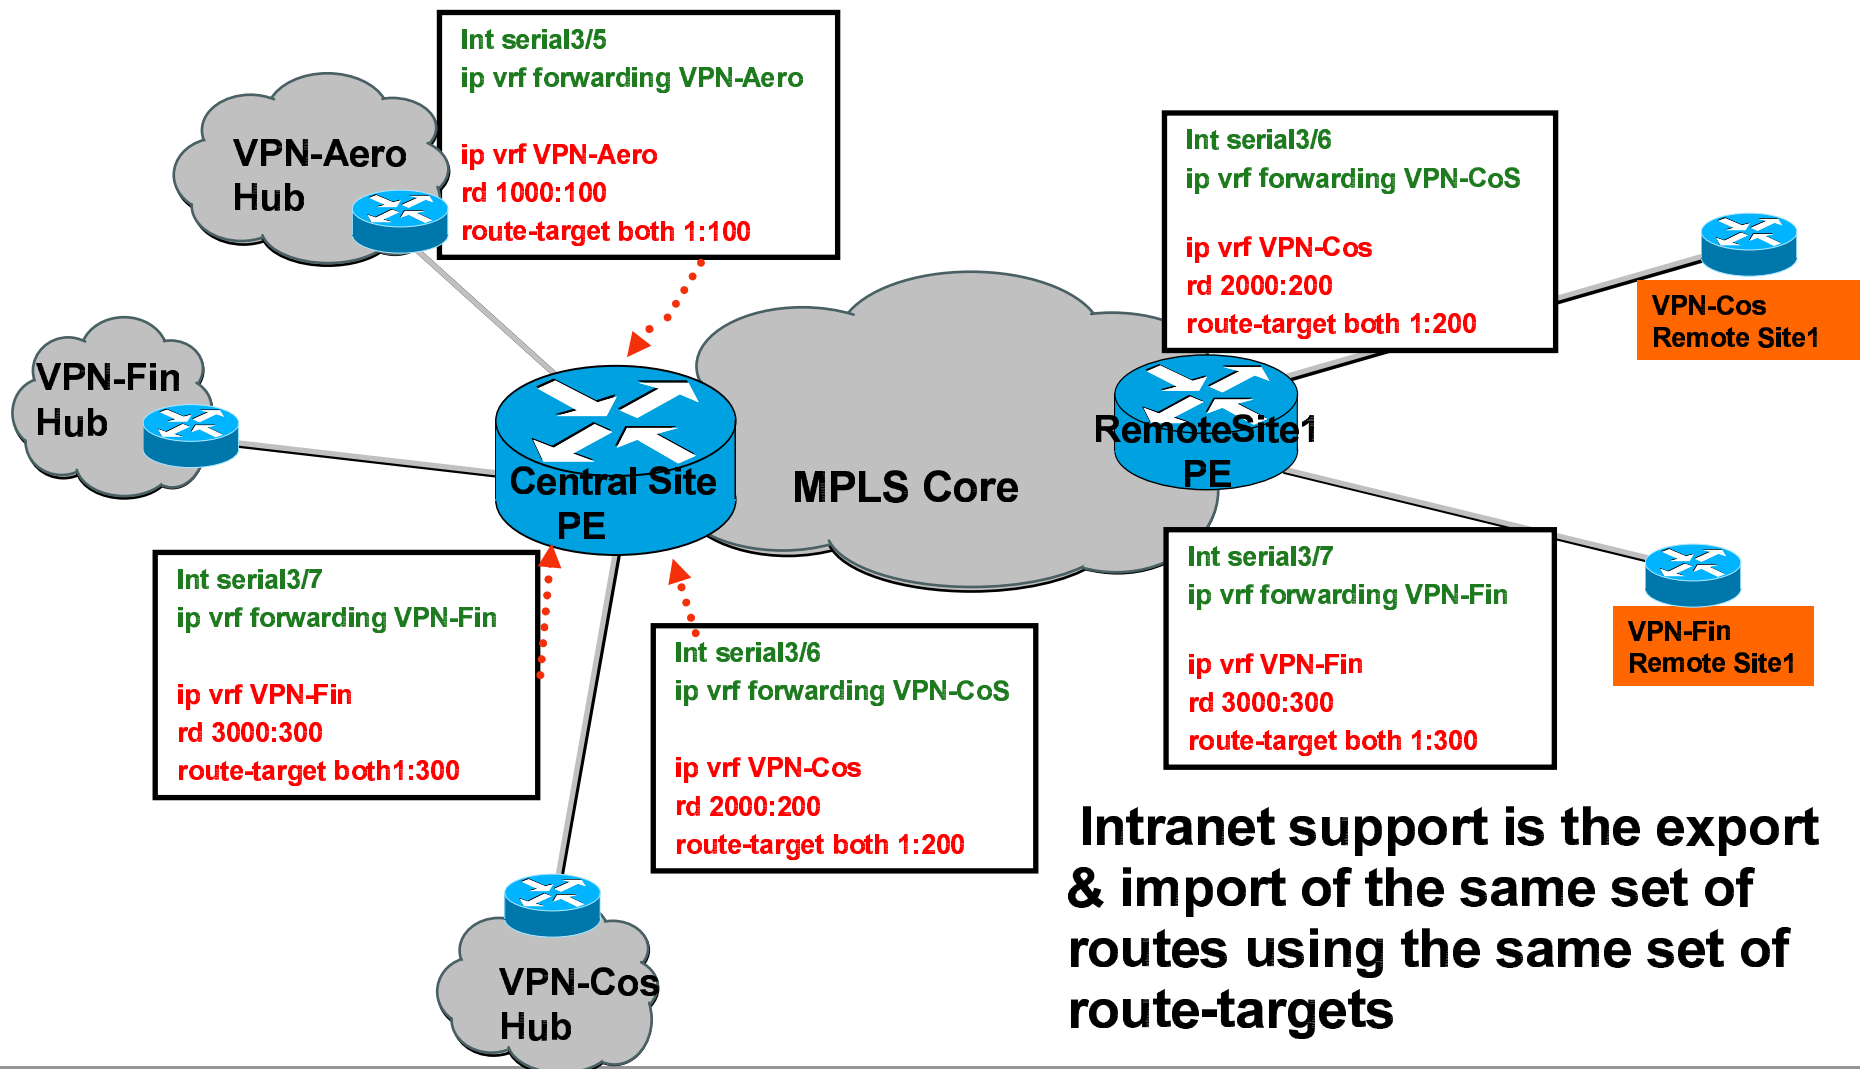 Int serial3/5
ip vrf forwarding VPN-Aero
ip vrf VPN-Aero
rd 1000:100
route-target both 1:100
VPN-Aero
Hub
Int serial3/6
ip vrf forwarding VPN-CoS
ip vrf VPN-Cos
rd 2000:200
route-target both 1:200
VPN-Cos
Remote Site1
VPN-Fin
Hub
Central Site
PE
MPLS Core
RemoteSite1
PE
Int serial3/7
ip vrf forwarding VPN-Fin
ip vrf VPN-Fin
rd 3000:300
route-target both1:300
Int serial3/6
ip vrf forwarding VPN-CoS
ip vrf VPN-Cos
rd 2000:200
route-target both 1:200
Int serial3/7
ip vrf forwarding VPN-Fin
ip vrf VPN-Fin
rd 3000:300
route-target both 1:300
VPN-Fin
Remote Site1
VPN-Cos
Hub
Intranet support is the export
& import of the same set of
routes using the same set of
route-targets